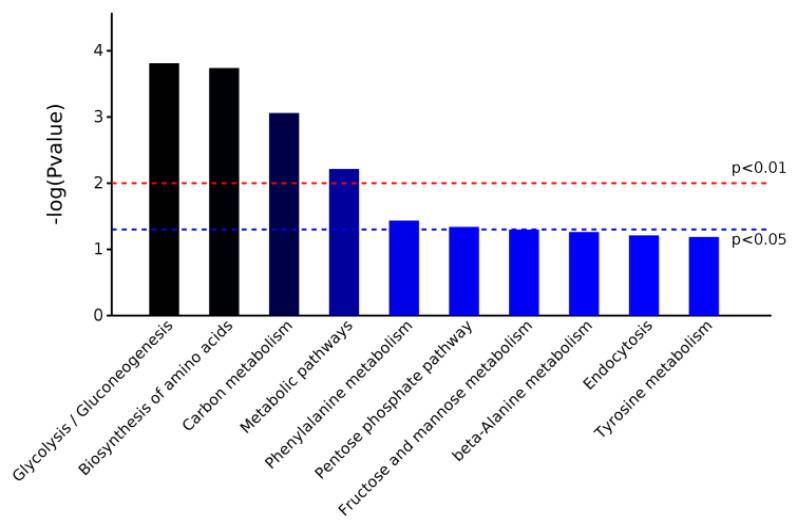 -log(Pvalue)
4
3
2
1
0
p<0.01
p<0.05
Glycolysis / Gluconeogenesis
Biosynthesis of amino acids
Carbon metabolism
Metabolic pathways
Phenylalanine metabolism
Pentose phosphate pathway
Fructose and mannose metabolism
beta-Alanine metabolism
Endocytosis
Tyrosine metabolism